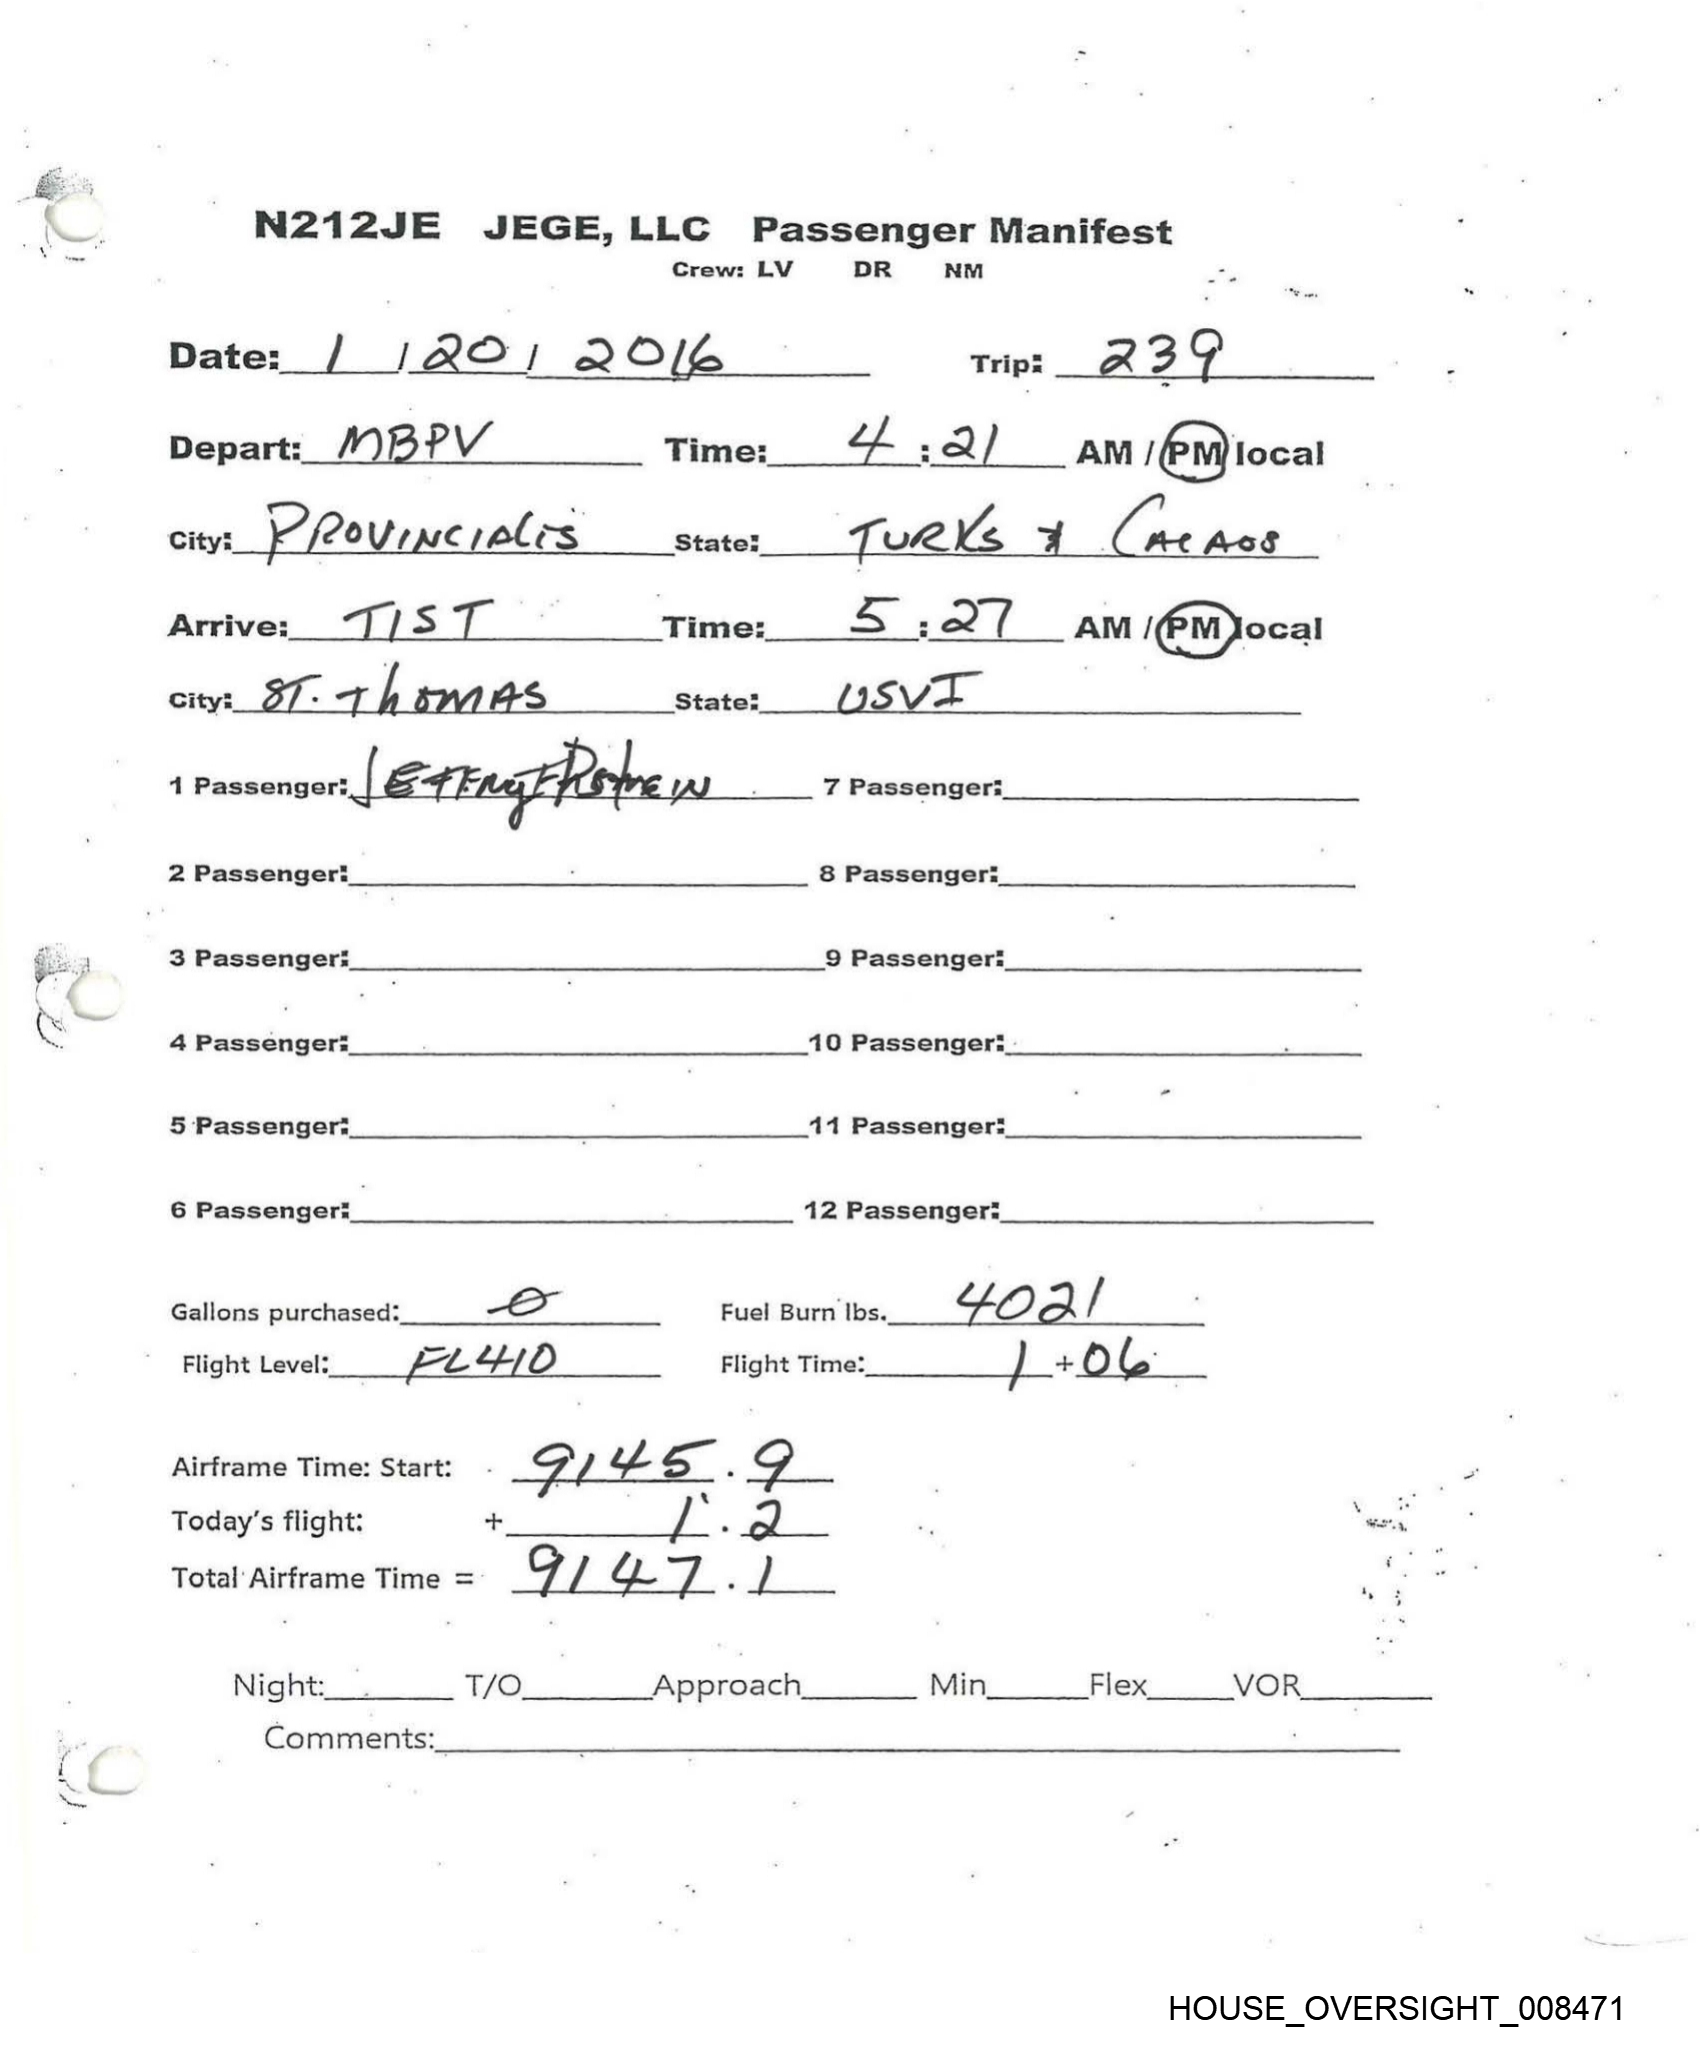 N212JE JEGE, LLC Passenger Manifest
Crew: LV DR NM
Date: 1 / 20 / 2016 Trip: 239
Depart: MBPV Time: 4 : 21 AM / PM local
City: PROVINCIALIS State: TURKS & CACAOS
Arrive: TIST Time: 5 : 27 AM / PM local
City: ST. THOMAS State: USVI
1 Passenger: JEFFREY EPSTEIN 7 Passenger:
2 Passenger: 8 Passenger:
3 Passenger: 9 Passenger:
4 Passenger: 10 Passenger:
5 Passenger: 11 Passenger:
6 Passenger: 12 Passenger:
Gallons purchased: 0 Fuel Burn lbs. 4021
Flight Level: FL410 Flight Time: 1 + 06
Airframe Time: Start: 9145 . 9
Today's flight: + 1 . 2
Total Airframe Time = 9147 . 1
Night: T/O Approach Min Flex VOR
Comments:
HOUSE_OVERSIGHT_008471